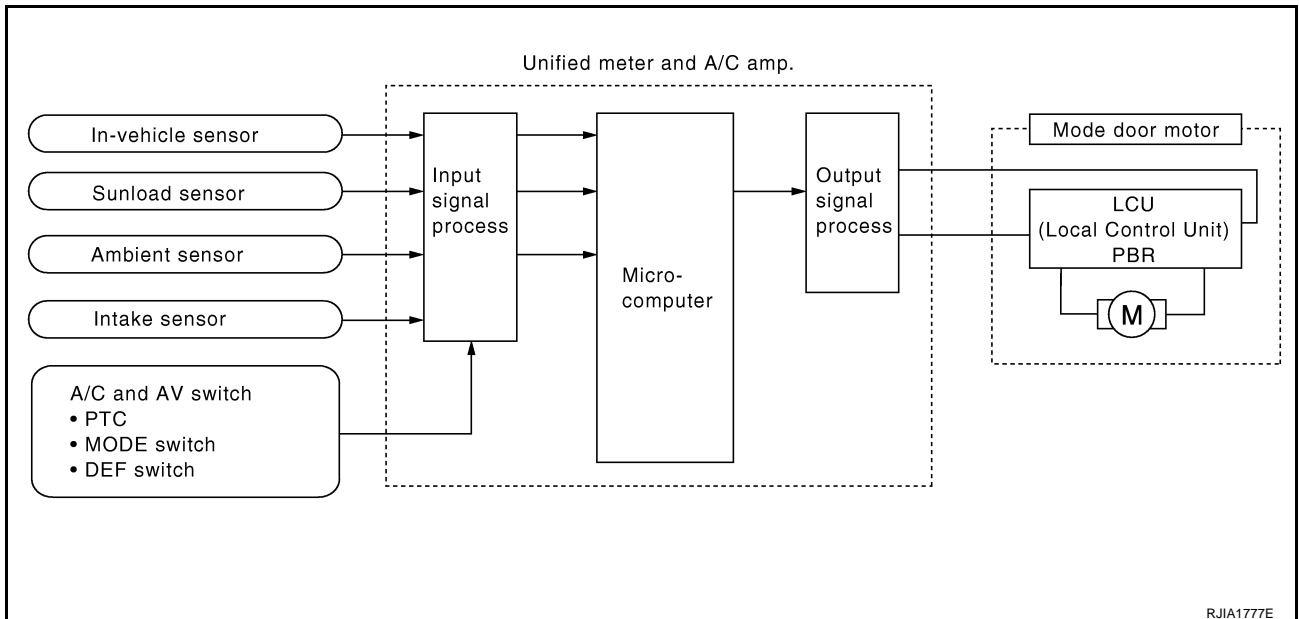 Unified meter and A/C amp.
In-vehicle sensor
Sunload sensor
Ambient sensor
Intake sensor
A/C and AV switch
• PTC
• MODE switch
• DEF switch
Input
signal
process
Micro-
computer
Output
signal
process
Mode door motor
LCU
(Local Control Unit)
PBR
M
RJIA1777E